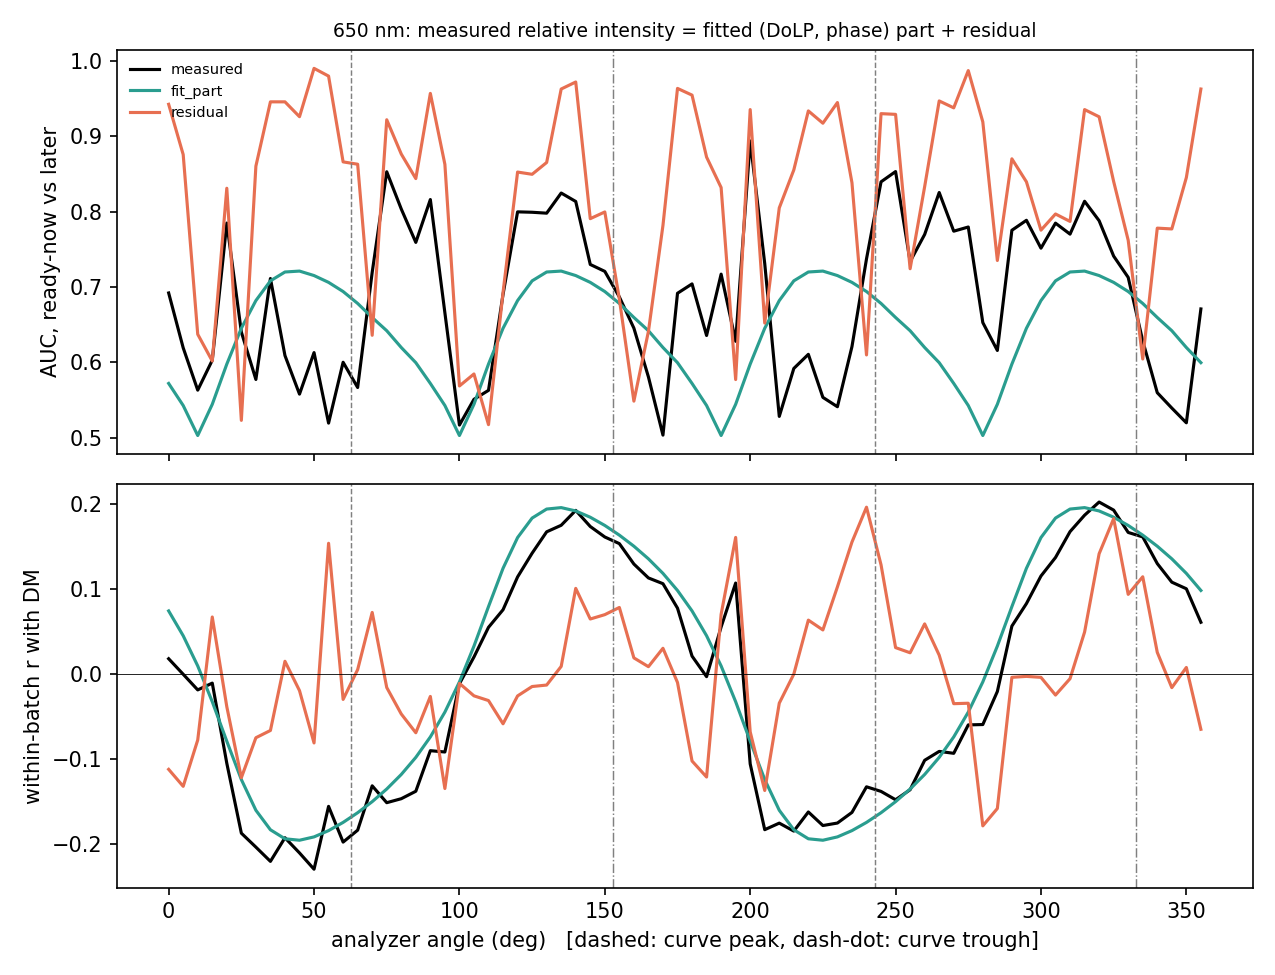 650 nm: measured relative intensity = fitted (DoLP, phase) part + residual
AUC, ready-now vs later
1.0
0.9
0.8
0.7
0.6
0.5
measured
fit_part
residual
within-batch r with DM
0.2
0.1
0.0
−0.1
−0.2
0 50 100 150 200 250 300 350
analyzer angle (deg) [dashed: curve peak, dash-dot: curve trough]